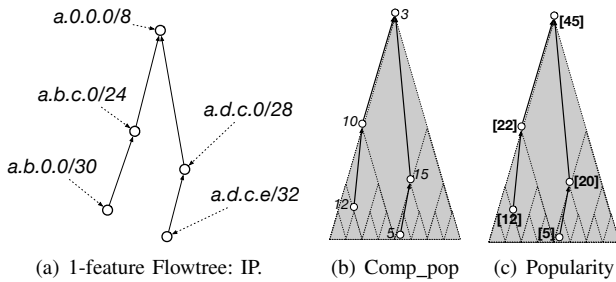 a.0.0.0/8
a.b.c.0/24
a.d.c.0/28
a.b.0.0/30
a.d.c.e/32
3
10
15
12
5
[45]
[22]
[20]
[12]
[5]
(a) 1-feature Flowtree: IP.
(b) Comp_pop
(c) Popularity